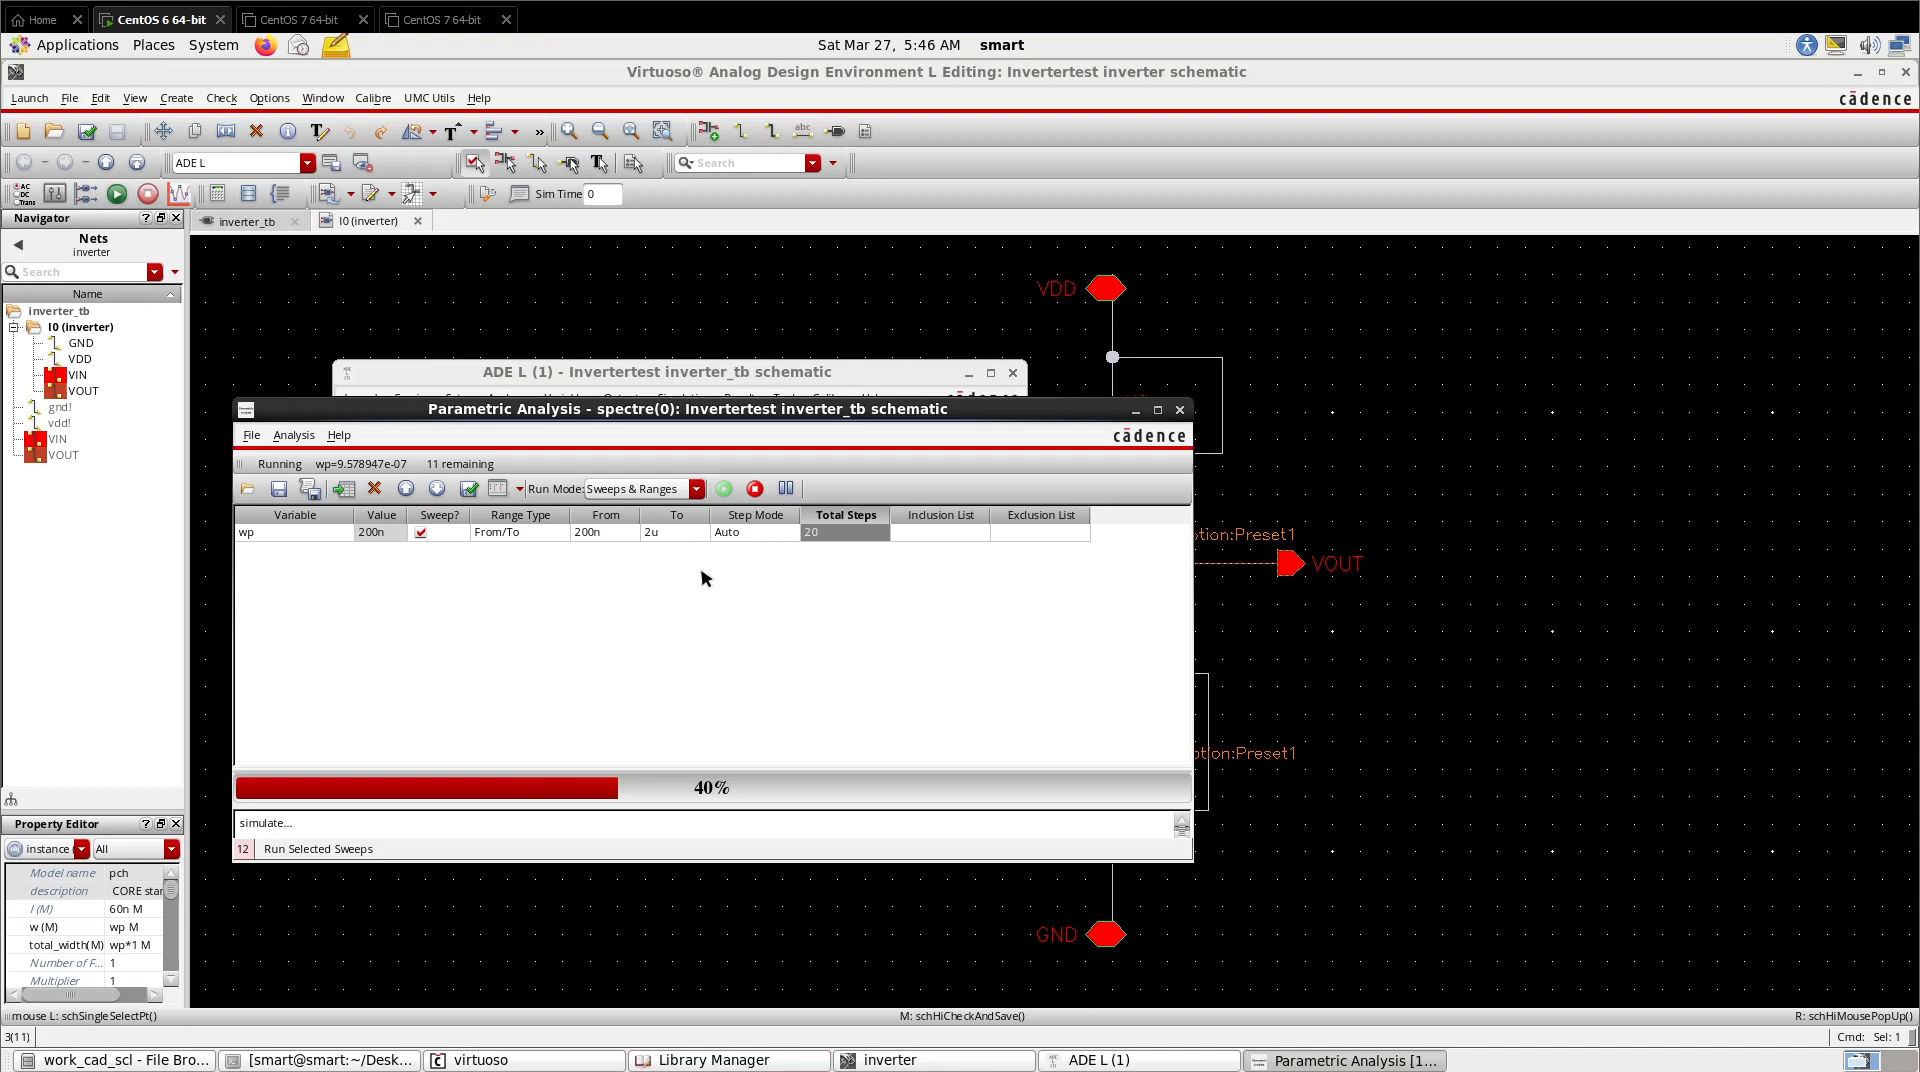 Home
CentOS 6 64-bit
CentOS 7 64-bit
CentOS 7 64-bit
Applications Places System
Sat Mar 27, 5:46 AM smart
Virtuoso® Analog Design Environment L Editing: Invertertest inverter schematic
Launch File Edit View Create Check Options Window Calibre UMC Utils Help
cādence
ADE L
Search
Sim Time 0
Navigator
inverter_tb
I0 (inverter)
Nets
inverter
Search
Name
inverter_tb
I0 (inverter)
GND
VDD
VIN
VOUT
gnd!
vdd!
VIN
VOUT
VDD
ADE L (1) - Invertertest inverter_tb schematic
Parametric Analysis - spectre(0): Invertertest inverter_tb schematic
File Analysis Help
cādence
Running wp=9.578947e-07 11 remaining
Run Mode: Sweeps & Ranges
Variable Value Sweep? Range Type From To Step Mode Total Steps Inclusion List Exclusion List
wp 200n From/To 200n 2u Auto 20
tion:Preset1
VOUT
ption:Preset1
40%
simulate...
12 Run Selected Sweeps
GND
Property Editor
instance
All
Model name pch
description CORE star
l (M) 60n M
w (M) wp M
total_width(M) wp*1 M
Number of F... 1
Multiplier 1
mouse L: schSingleSelectPt()
M: schHiCheckAndSave()
R: schHiMousePopUp()
3(11)
Cmd: Sel: 1
work_cad_scl - File Bro...
[smart@smart:~/Desk...
virtuoso
Library Manager
inverter
ADE L (1)
Parametric Analysis [1...